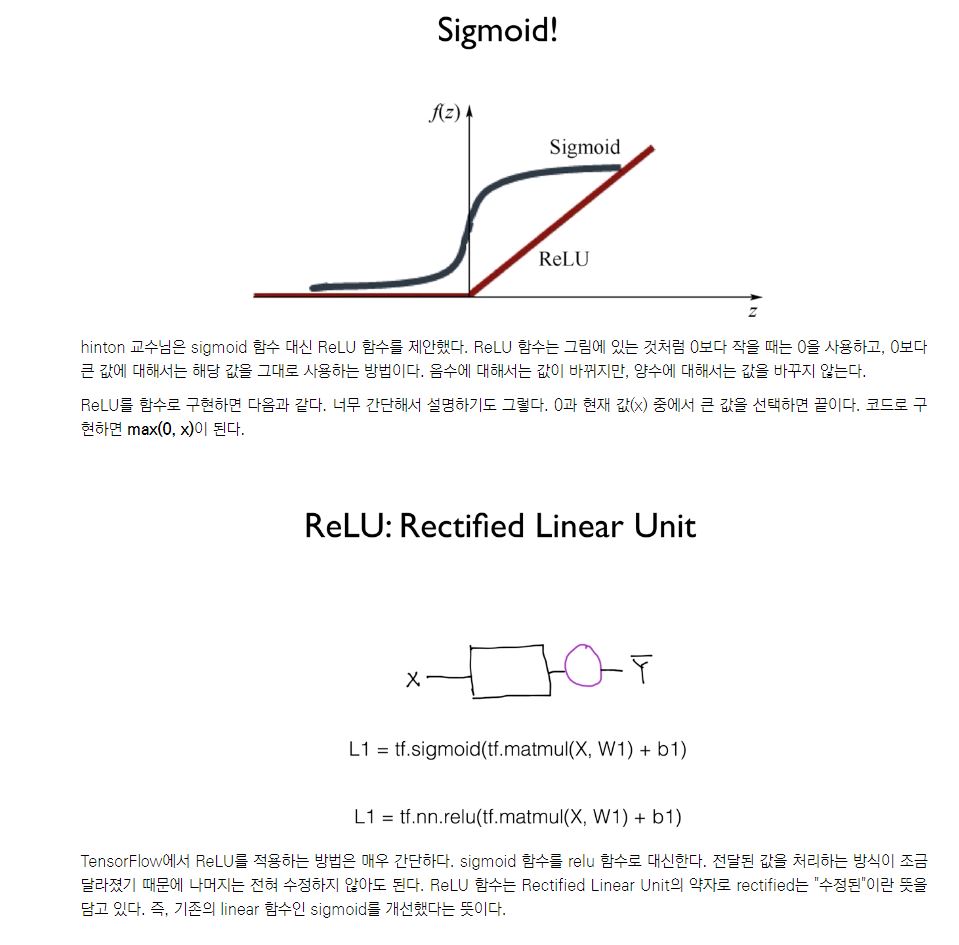 Sigmoid!
f(z)
Sigmoid
ReLU
z
hinton 교수님은 sigmoid 함수 대신 ReLU 함수를 제안했다. ReLU 함수는 그림에 있는 것처럼 0보다 작을 때는 0을 사용하고, 0보다
큰 값에 대해서는 해당 값을 그대로 사용하는 방법이다. 음수에 대해서는 값이 바뀌지만, 양수에 대해서는 값을 바꾸지 않는다.
ReLU를 함수로 구현하면 다음과 같다. 너무 간단해서 설명하기도 그렇다. 0과 현재 값(x) 중에서 큰 값을 선택하면 끝이다. 코드로 구
현하면 max(0, x)이 된다.
ReLU: Rectified Linear Unit
X
Y̅
L1 = tf.sigmoid(tf.matmul(X, W1) + b1)
L1 = tf.nn.relu(tf.matmul(X, W1) + b1)
TensorFlow에서 ReLU를 적용하는 방법은 매우 간단하다. sigmoid 함수를 relu 함수로 대신한다. 전달된 값을 처리하는 방식이 조금
달라졌기 때문에 나머지는 전혀 수정하지 않아도 된다. ReLU 함수는 Rectified Linear Unit의 약자로 rectified는 "수정된"이란 뜻을
담고 있다. 즉, 기존의 linear 함수인 sigmoid를 개선했다는 뜻이다.